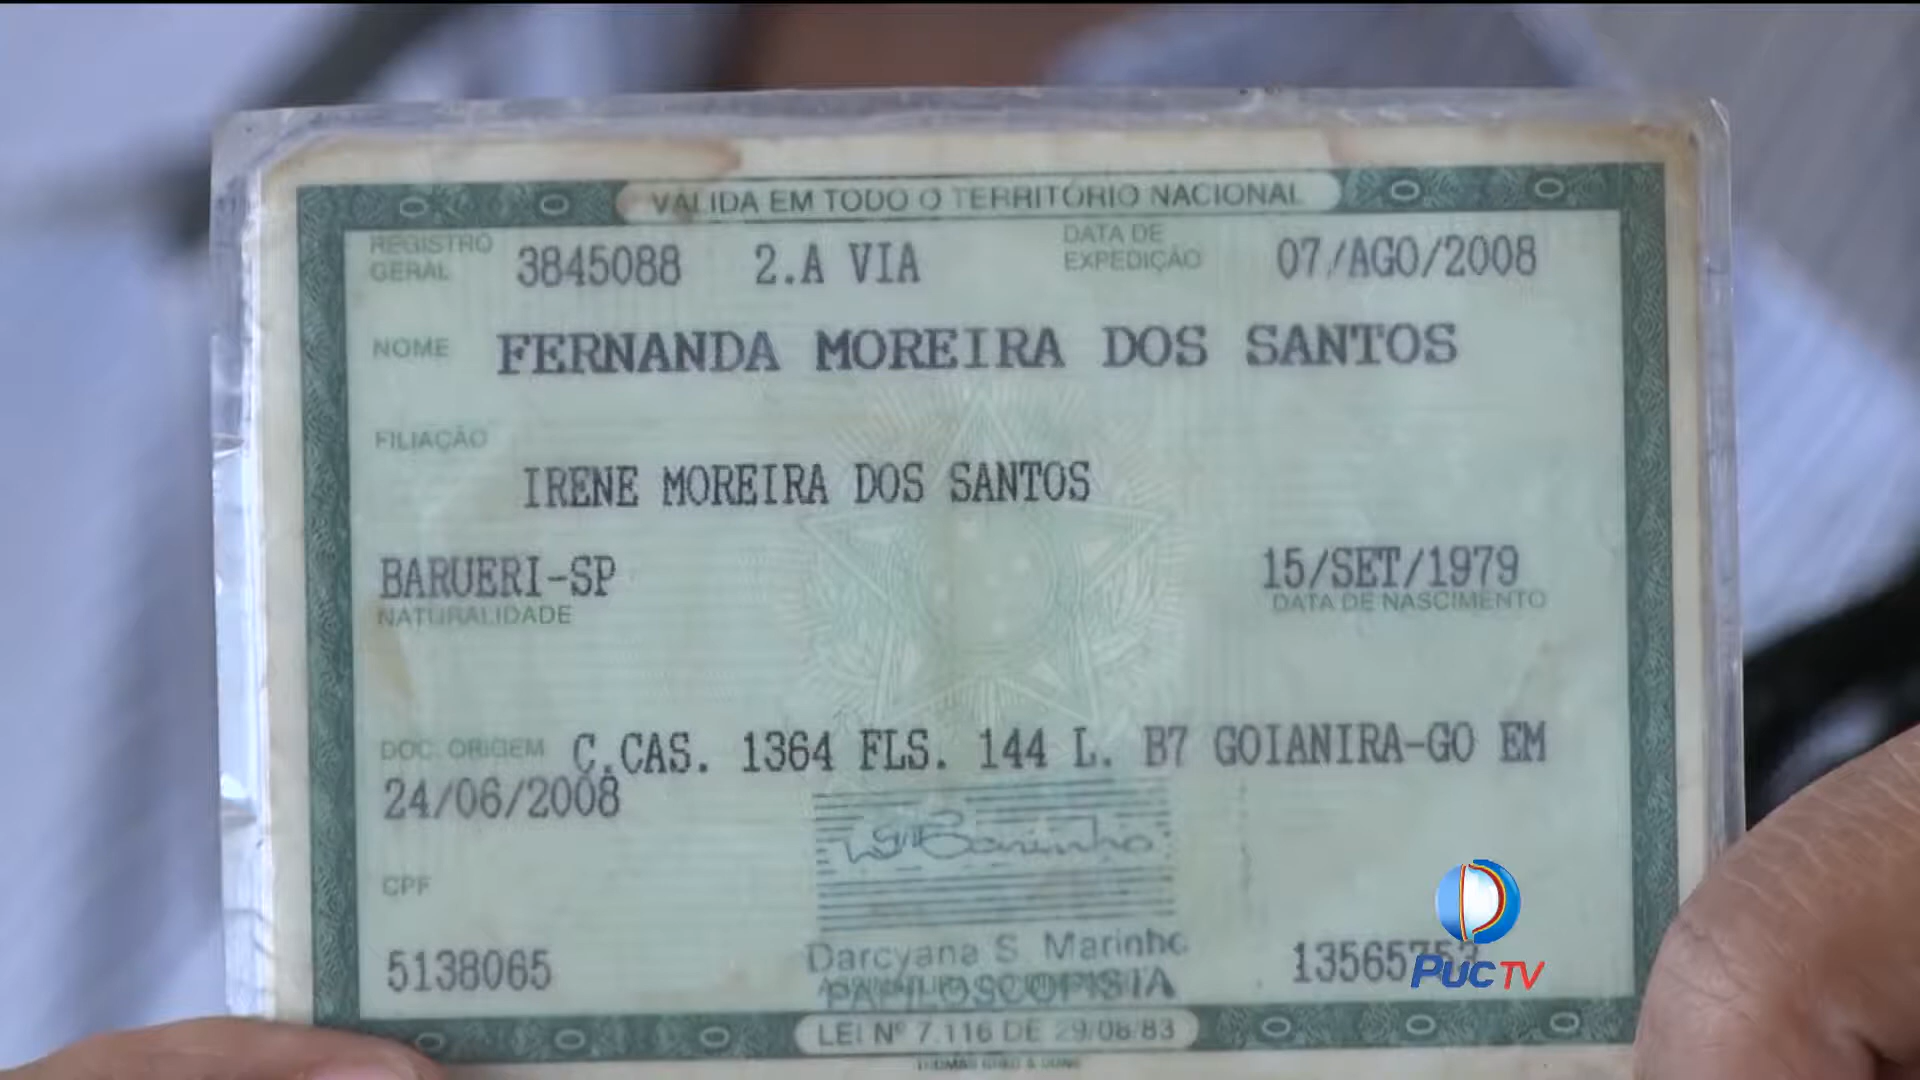 VÁLIDA EM TODO O TERRITÓRIO NACIONAL
REGISTRO GERAL 3845088 2.A VIA DATA DE EXPEDIÇÃO 07/AGO/2008
NOME FERNANDA MOREIRA DOS SANTOS
FILIAÇÃO
IRENE MOREIRA DOS SANTOS
BARUERI-SP 15/SET/1979
NATURALIDADE DATA DE NASCIMENTO
DOC. ORIGEM C.CAS. 1364 FLS. 144 L. B7 GOIANIRA-GO EM
24/06/2008
CPF
5138065 Darcyana S. Marinho
PAPILOSCOPISTA
PUC TV
LEI Nº 7.116 DE 29/08/83